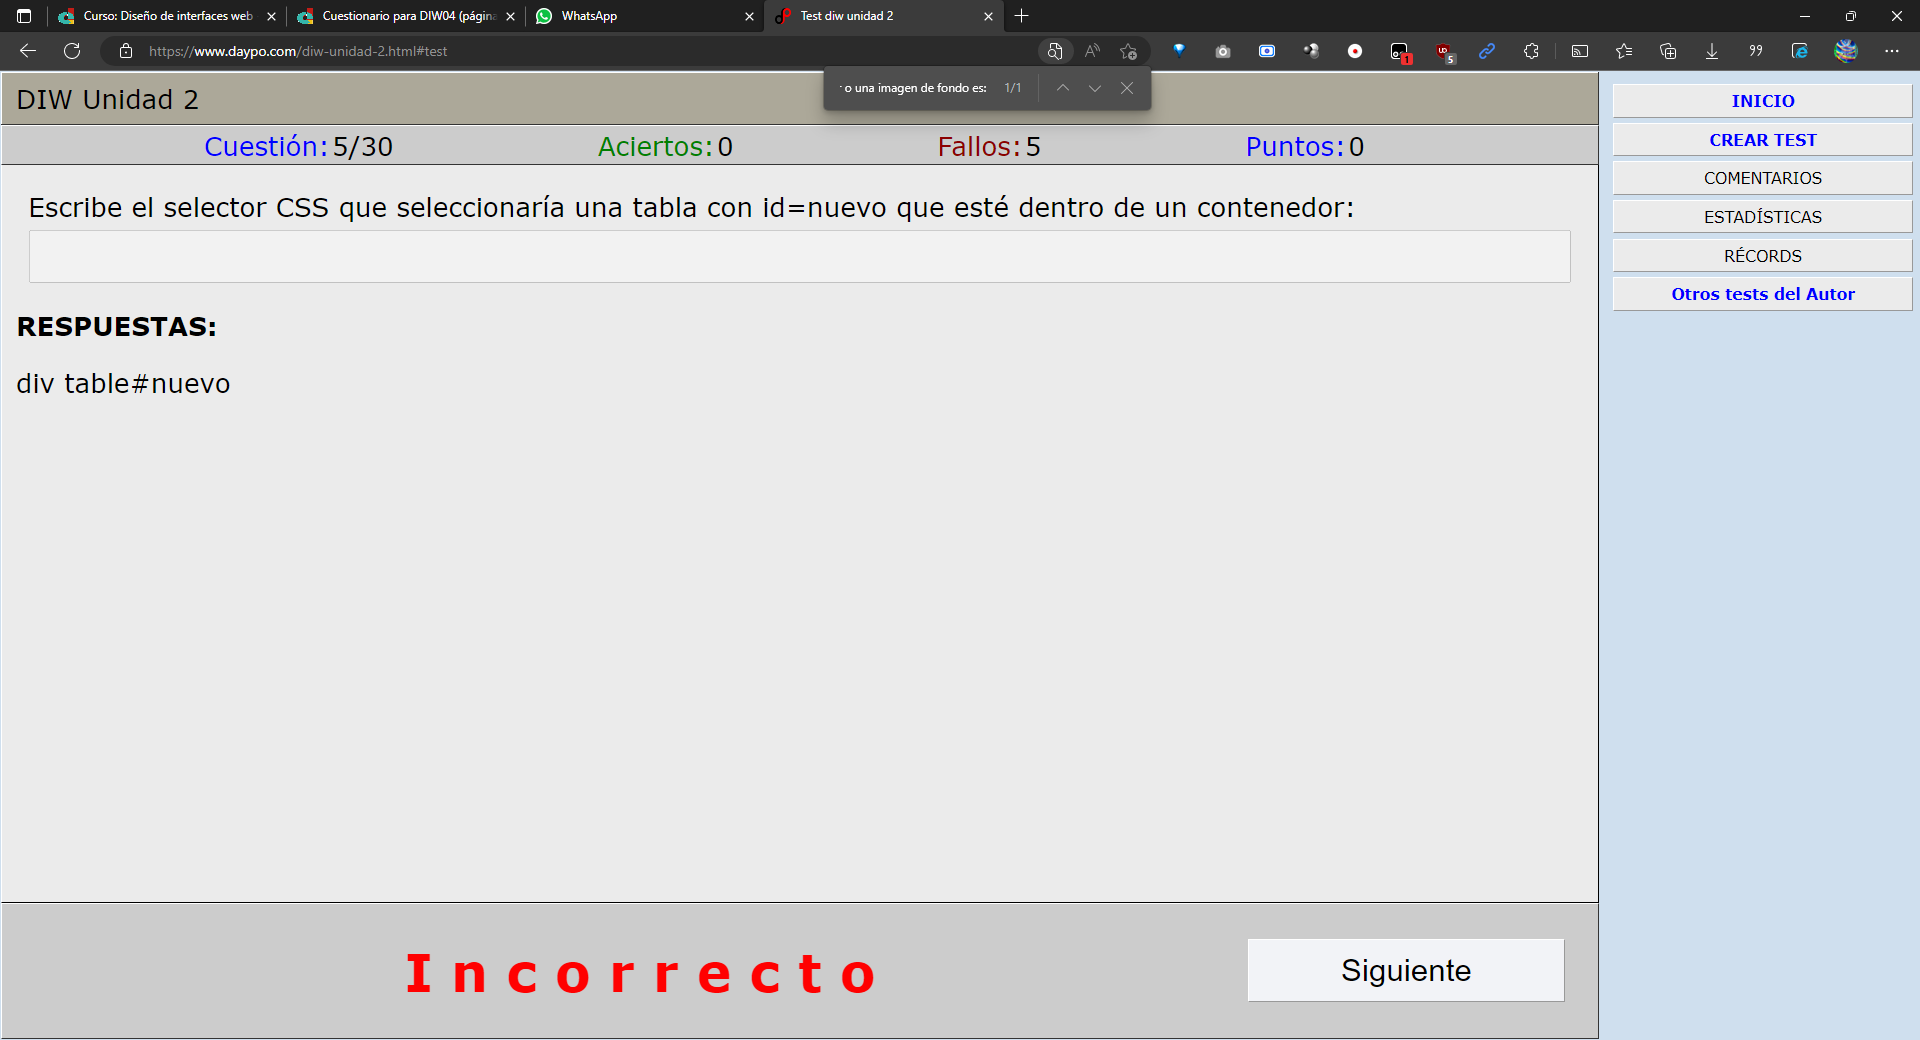 Curso: Diseño de interfaces web
Cuestionario para DIW04 (página
WhatsApp
Test diw unidad 2
https://www.daypo.com/diw-unidad-2.html#test
1
5
o una imagen de fondo es:
1/1
DIW Unidad 2
Cuestión: 5/30
Aciertos: 0
Fallos: 5
Puntos: 0
Escribe el selector CSS que seleccionaría una tabla con id=nuevo que esté dentro de un contenedor:
RESPUESTAS:
div table#nuevo
Incorrecto
Siguiente
INICIO
CREAR TEST
COMENTARIOS
ESTADÍSTICAS
RÉCORDS
Otros tests del Autor